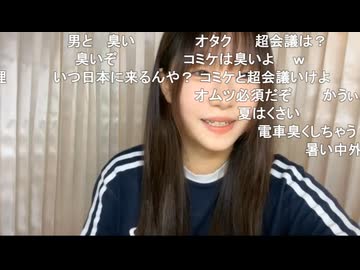 男と　臭い　オタク　超会議は？
臭いぞ　コミケは臭いよ　ｗ
理　いつ日本に来るんや？　コミケと超会議いけよ
オムツ必須だぞ　かうぃ
夏はくさい
電車臭くしちゃう
暑い中外